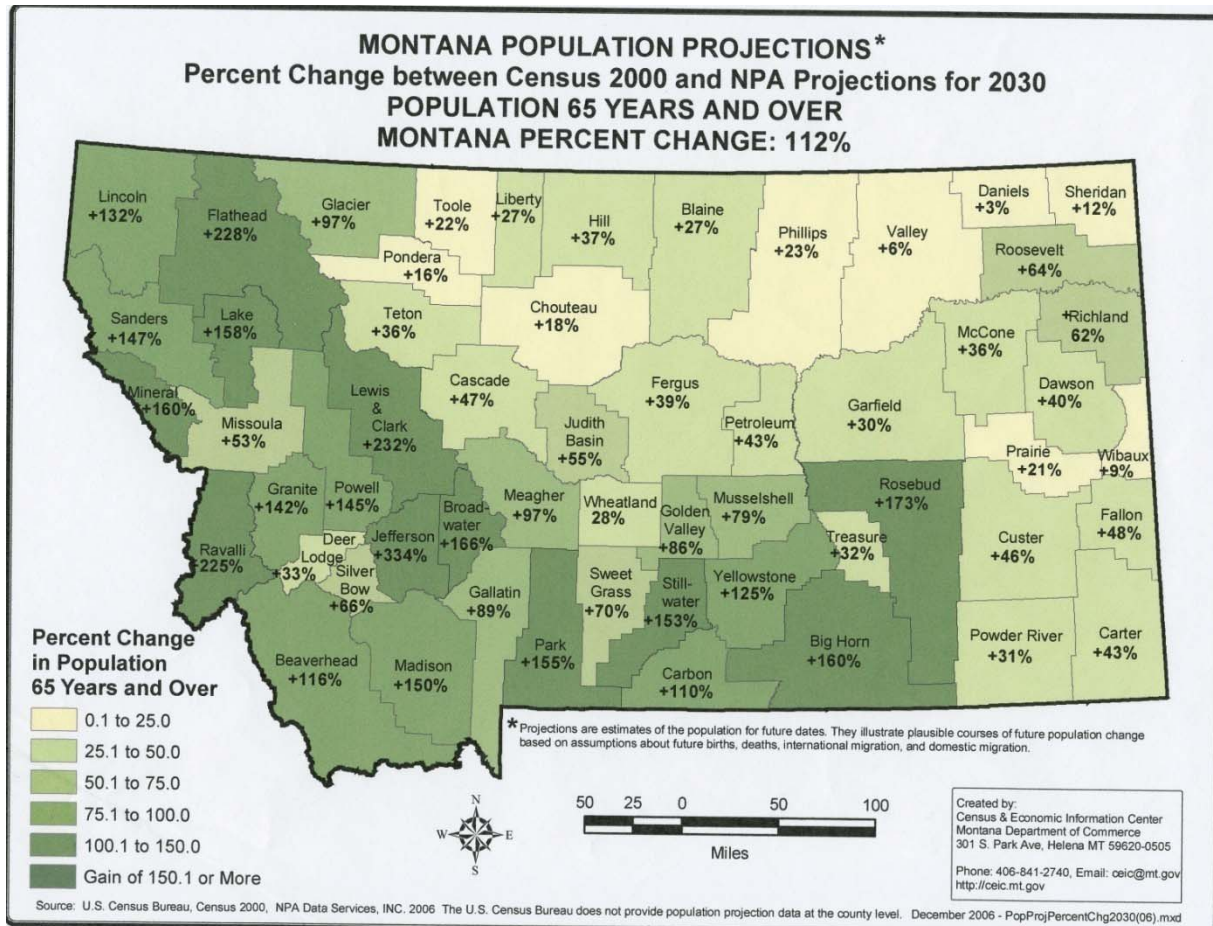 MONTANA POPULATION PROJECTIONS*
Percent Change between Census 2000 and NPA Projections for 2030
POPULATION 65 YEARS AND OVER
MONTANA PERCENT CHANGE: 112%
Lincoln
+132%
Flathead
+228%
Glacier
+97%
Toole
+22%
Liberty
+27%
Hill
+37%
Blaine
+27%
Phillips
+23%
Valley
+6%
Daniels
+3%
Sheridan
+12%
Roosevelt
+64%
Pondera
+16%
Chouteau
+18%
Teton
+36%
Sanders
+147%
Lake
+158%
McCone
+36%
+Richland
62%
Mineral
+160%
Missoula
+53%
Lewis
&
Clark
+232%
Cascade
+47%
Judith
Basin
+55%
Fergus
+39%
Petroleum
+43%
Garfield
+30%
Dawson
+40%
Prairie
+21%
Wibaux
+9%
Granite
+142%
Powell
+145%
Broad-
water
+166%
Meagher
+97%
Wheatland
28%
Golden
Valley
+86%
Musselshell
+79%
Rosebud
+173%
Treasure
+32%
Custer
+46%
Fallon
+48%
Ravalli
+225%
Deer
Lodge
+33%
Silver
Bow
+66%
Jefferson
+334%
Gallatin
+89%
Park
+155%
Sweet
Grass
+70%
Still-
water
+153%
Yellowstone
+125%
Big Horn
+160%
Powder River
+31%
Carter
+43%
Beaverhead
+116%
Madison
+150%
Carbon
+110%
Percent Change
in Population
65 Years and Over
0.1 to 25.0
25.1 to 50.0
50.1 to 75.0
75.1 to 100.0
100.1 to 150.0
Gain of 150.1 or More
*Projections are estimates of the population for future dates. They illustrate plausible courses of future population change
based on assumptions about future births, deaths, international migration, and domestic migration.
N
W E
S
50 25 0 50 100
Miles
Created by:
Census & Economic Information Center
Montana Department of Commerce
301 S. Park Ave, Helena MT 59620-0505
Phone: 406-841-2740, Email: ceic@mt.gov
http://ceic.mt.gov
Source: U.S. Census Bureau, Census 2000, NPA Data Services, INC. 2006 The U.S. Census Bureau does not provide population projection data at the county level. December 2006 - PopProjPercentChg2030(06).mxd